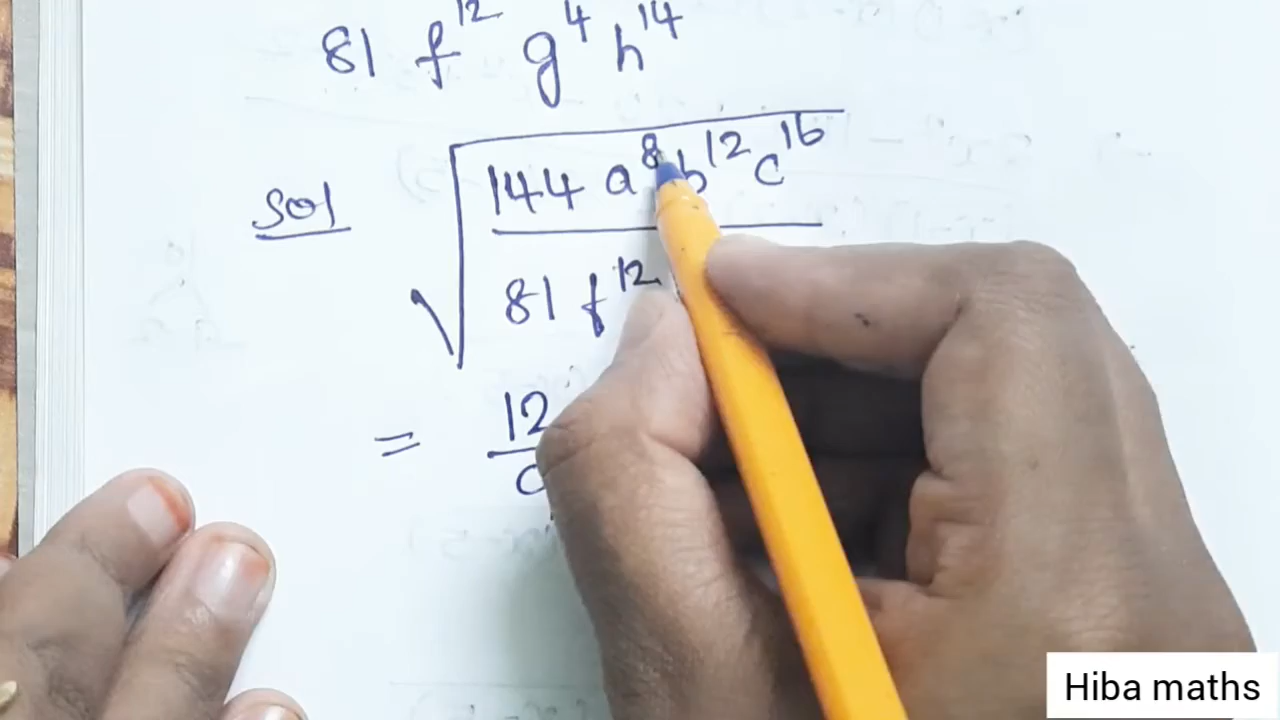 81 f¹² g⁴ h¹⁴
Sol √ 144 a⁸ b¹² c¹⁶
81 f¹²
= 12
Hiba maths